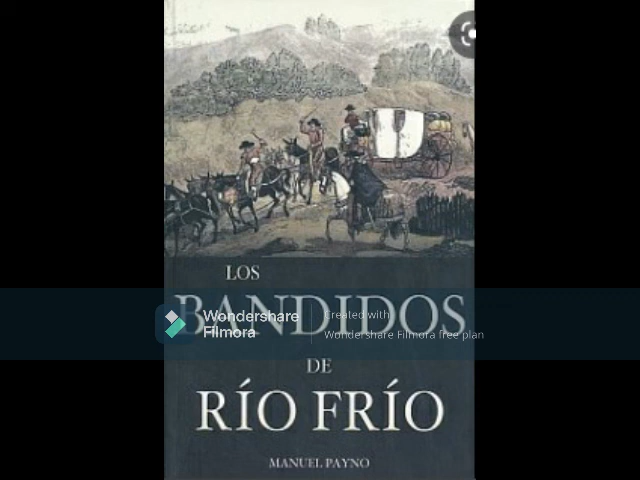 LOS
BANDIDOS
Wondershare
Filmora
Created with
Wondershare Filmora free plan
DE
RÍO FRÍO
MANUEL PAYNO